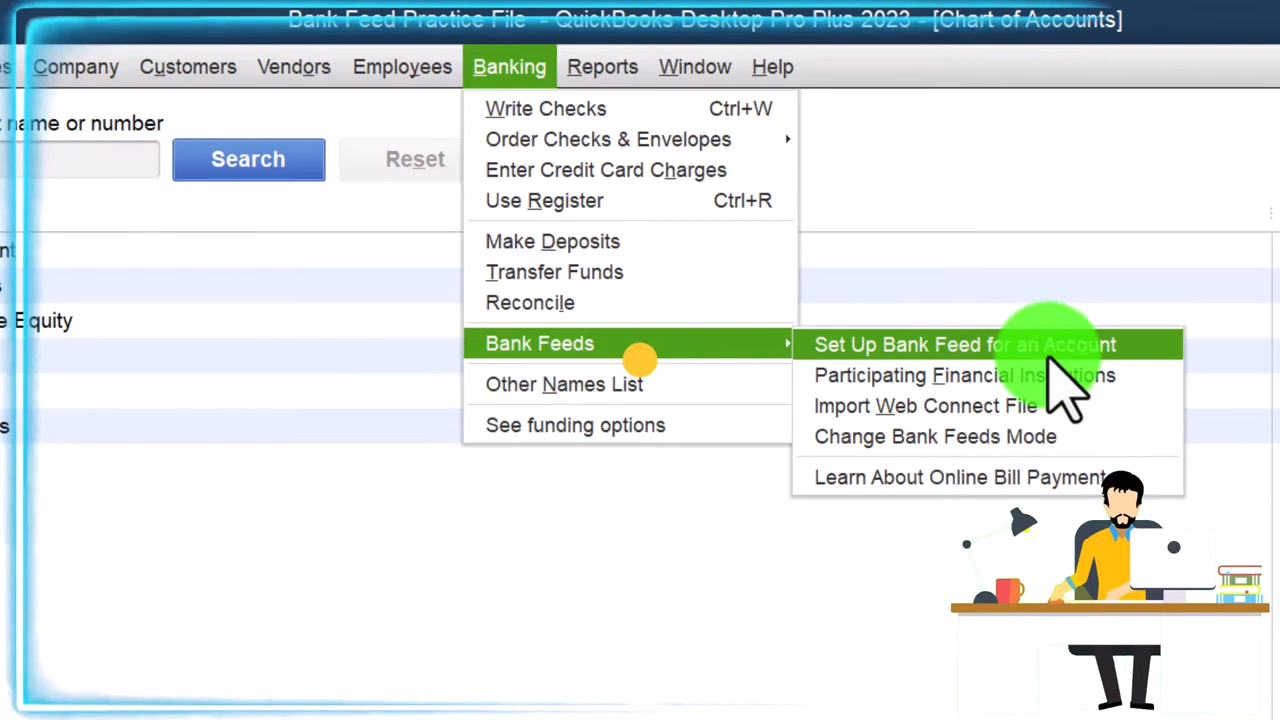 Bank Feed Practice File - QuickBooks Desktop Pro Plus 2023 - [Chart of Accounts]
Company Customers Vendors Employees Banking Reports Window Help
name or number
Search Reset
Write Checks Ctrl+W
Order Checks & Envelopes
Enter Credit Card Charges
Use Register Ctrl+R
Make Deposits
Transfer Funds
Reconcile
Bank Feeds
Other Names List
See funding options
Set Up Bank Feed for an Account
Participating Financial Institutions
Import Web Connect File
Change Bank Feeds Mode
Learn About Online Bill Payment
Equity